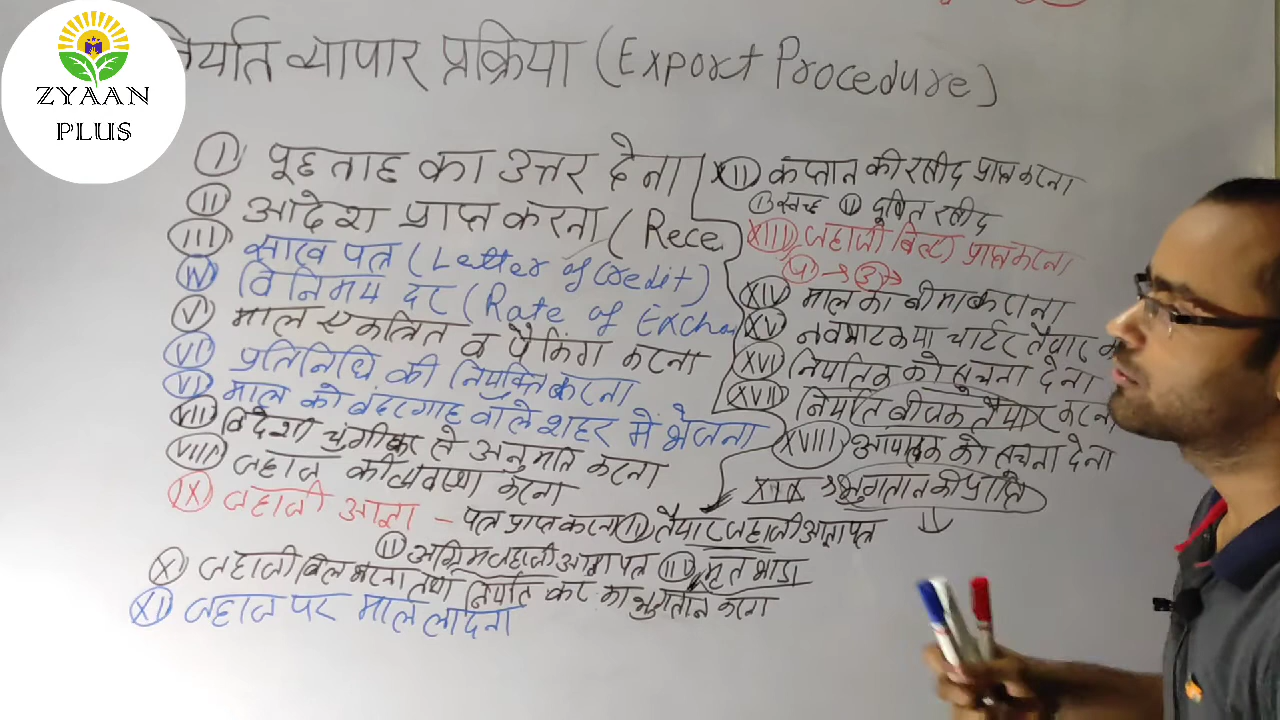 ZYAAN
PLUS
निर्यात व्यापार प्रक्रिया (Export Procedure)
I पूछताछ का उत्तर देना
II आदेश प्राप्त करना (Rece
III साख पत्र (Letter of Credit)
IV विनिमय दर (Rate of Excha
V माल एकत्रित व पैकिंग करना
VI प्रतिनिधि की नियुक्ति करना
VI माल को बंदरगाह वाले शहर में भेजना
VII विदेशी चुंगी से अनुमति करना
VIII जहाज की व्यवस्था करना
IX जहाजी आज्ञा - पत्र प्राप्त करना I तैयार जहाजी आज्ञा पत्र
II अग्रिम जहाजी आज्ञा पत्र III मृत भाडा
X जहाजी बिल भरना तथा निर्यात कर का भुगतान करना
XI जहाज पर माल लादना
XII कप्तान की रसीद प्राप्त करना
I स्वच्छ II दूषित रसीद
XIII जहाजी बिल्टी प्राप्त करना
XIV माल का बीमा कराना
XV चार्टर तैयार क
XVI निर्यातक को सूचना देना
XVII निर्यात बीजक तैयार करना
XVIII आयातक को सूचना देना
XIX → भुगतान की प्राप्ति